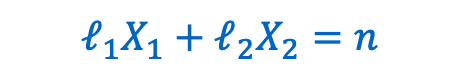 ℓ₁X₁ + ℓ₂X₂ = n